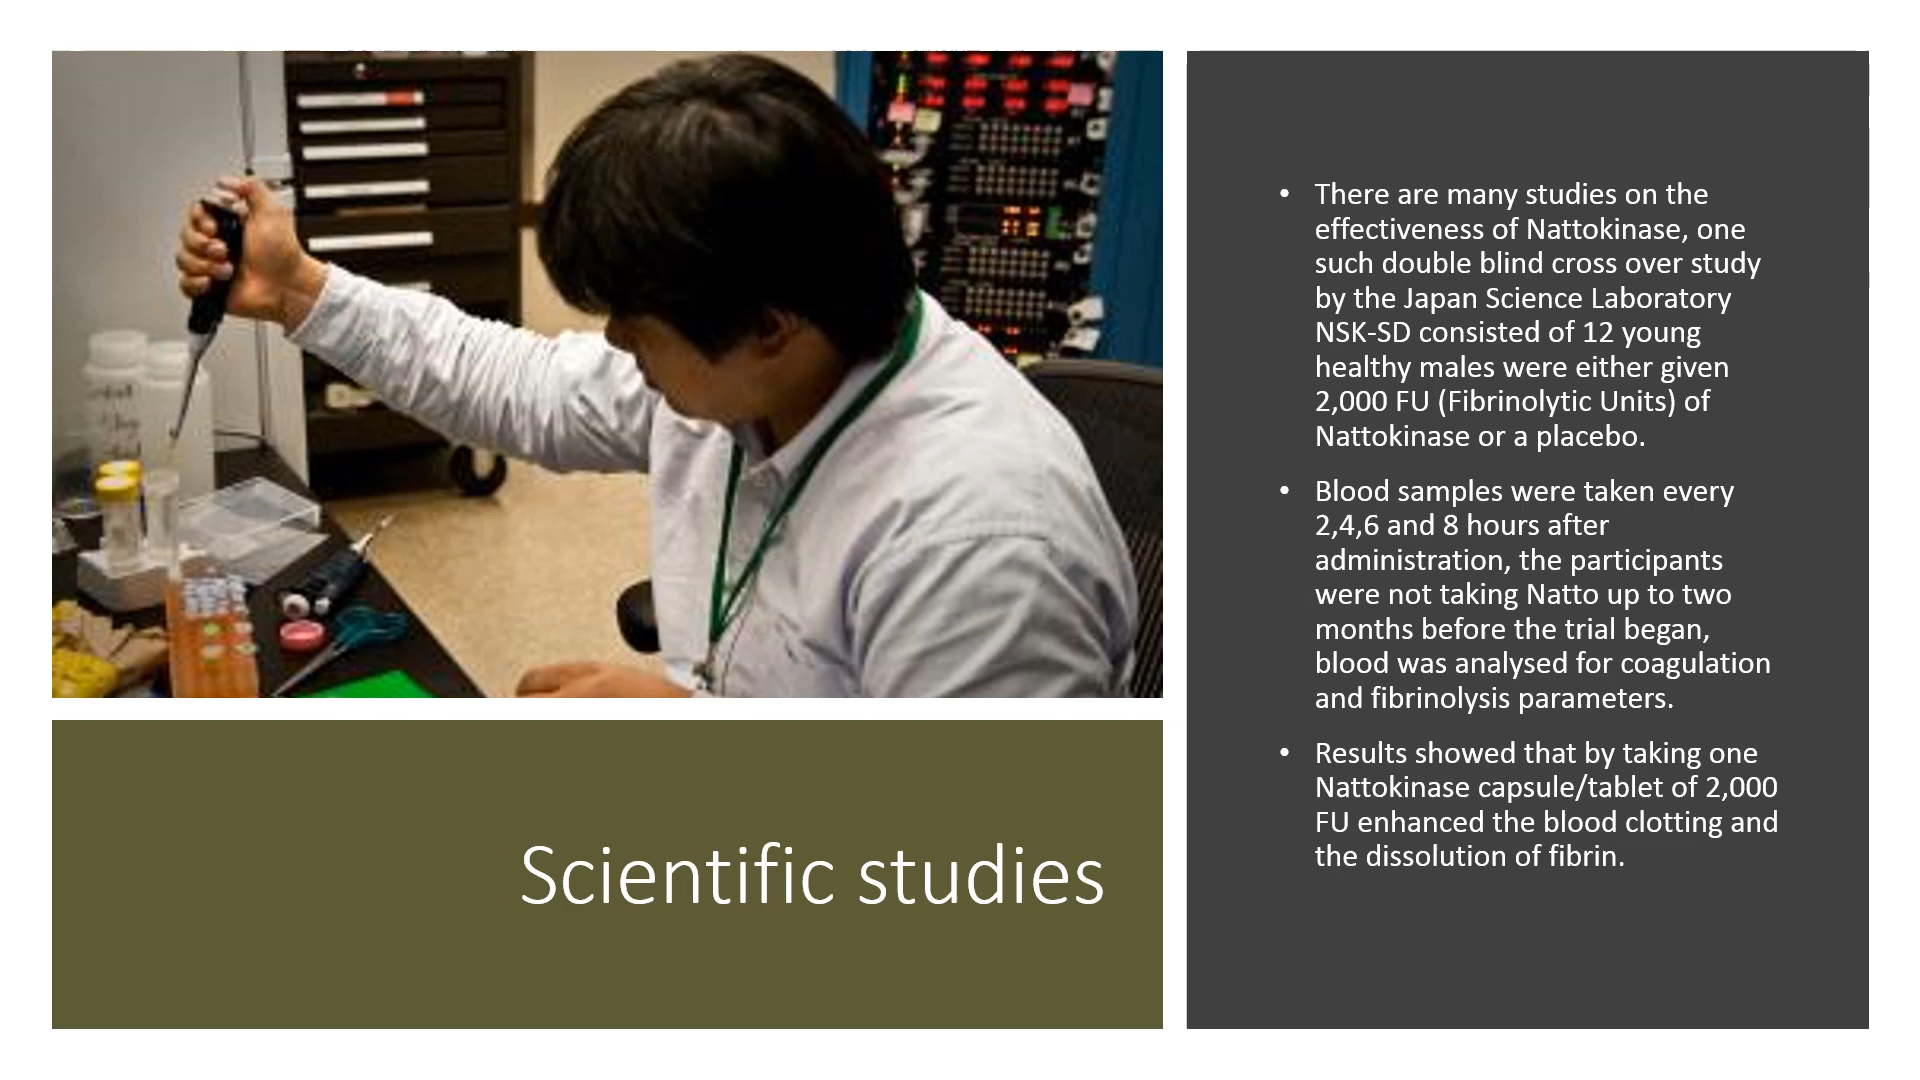 Scientific studies
• There are many studies on the
effectiveness of Nattokinase, one
such double blind cross over study
by the Japan Science Laboratory
NSK-SD consisted of 12 young
healthy males were either given
2,000 FU (Fibrinolytic Units) of
Nattokinase or a placebo.
• Blood samples were taken every
2,4,6 and 8 hours after
administration, the participants
were not taking Natto up to two
months before the trial began,
blood was analysed for coagulation
and fibrinolysis parameters.
• Results showed that by taking one
Nattokinase capsule/tablet of 2,000
FU enhanced the blood clotting and
the dissolution of fibrin.